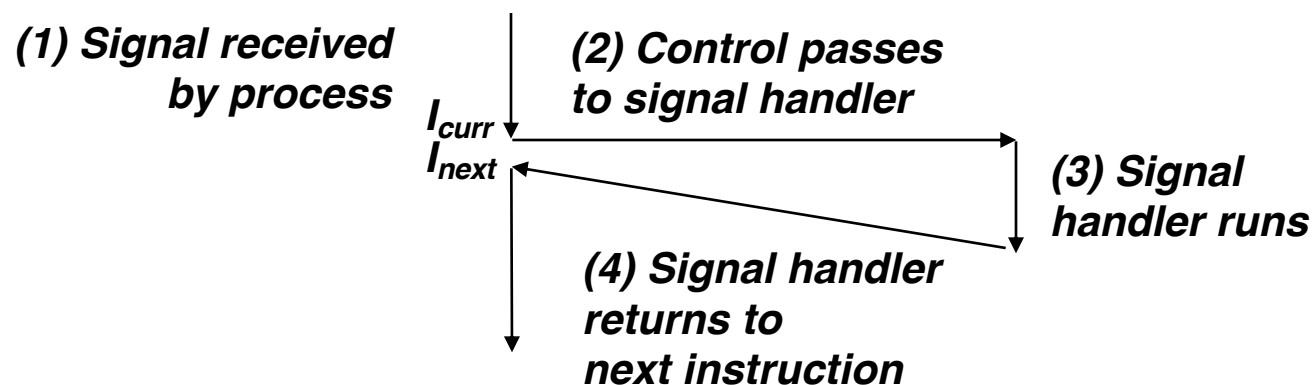 (1) Signal received
by process
(2) Control passes
to signal handler
I_curr
I_next
(3) Signal
handler runs
(4) Signal handler
returns to
next instruction